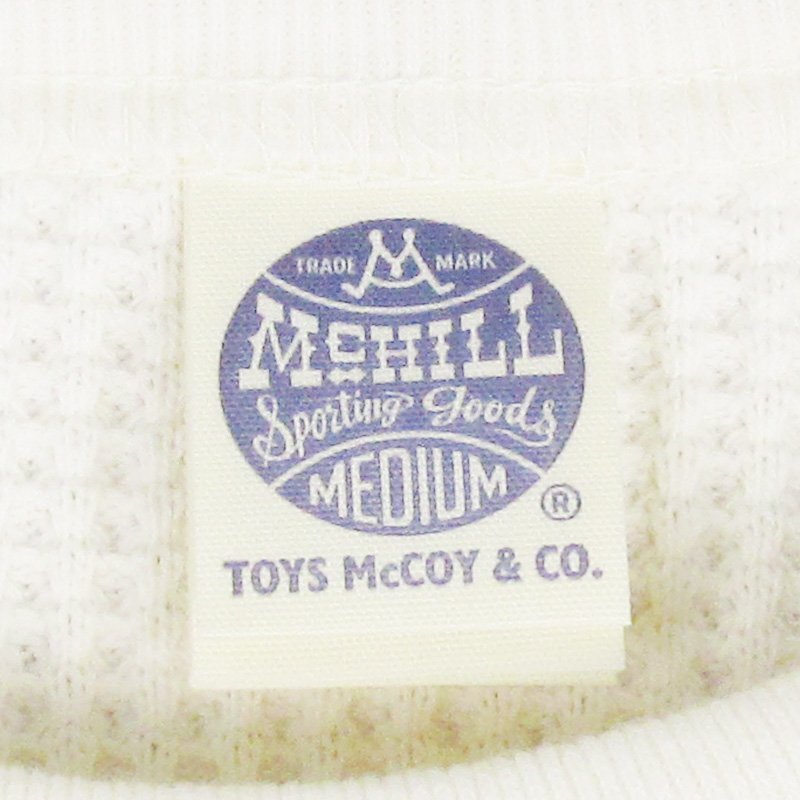 TRADE MARK
McHILL
Sporting Goods
MEDIUM
®
TOYS McCOY & CO.